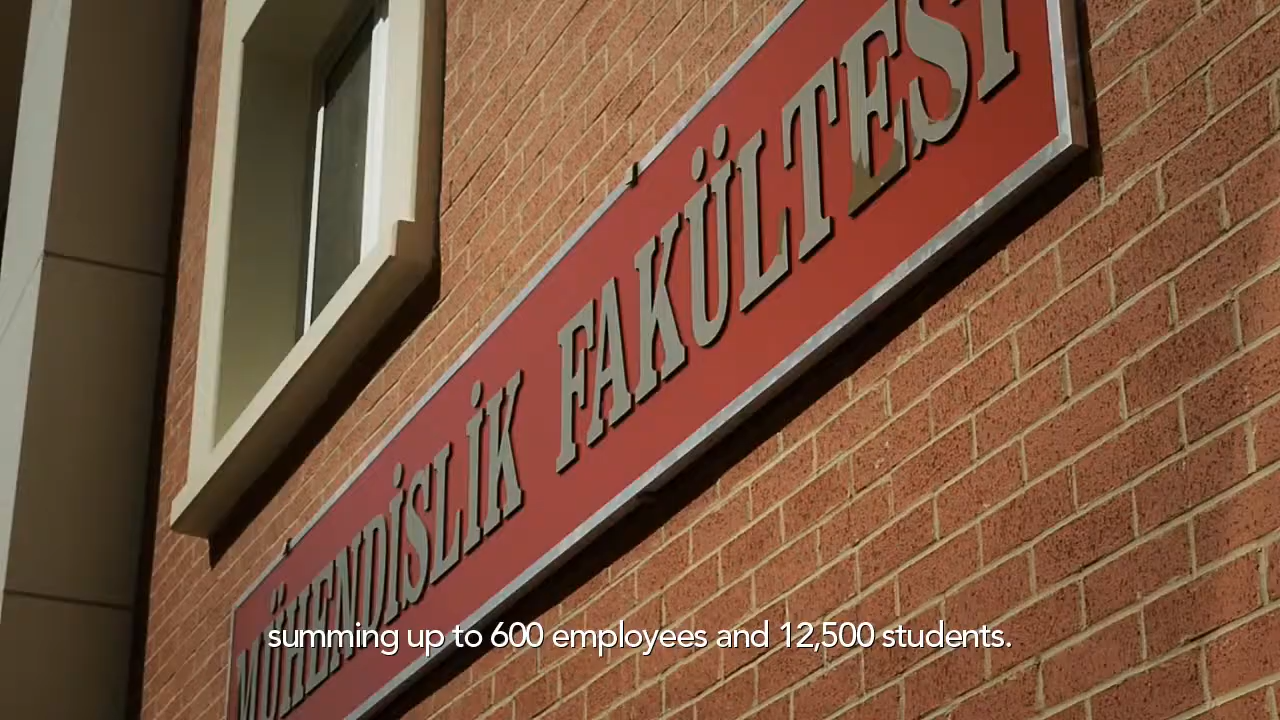 MÜHENDİSLİK FAKÜLTESİ
summing up to 600 employees and 12,500 students.